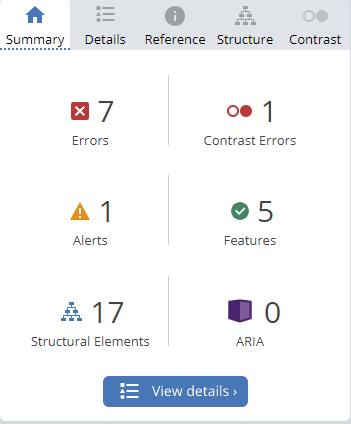 Summary Details Reference Structure Contrast
7 1
Errors Contrast Errors
1 5
Alerts Features
17 0
Structural Elements ARIA
View details ›